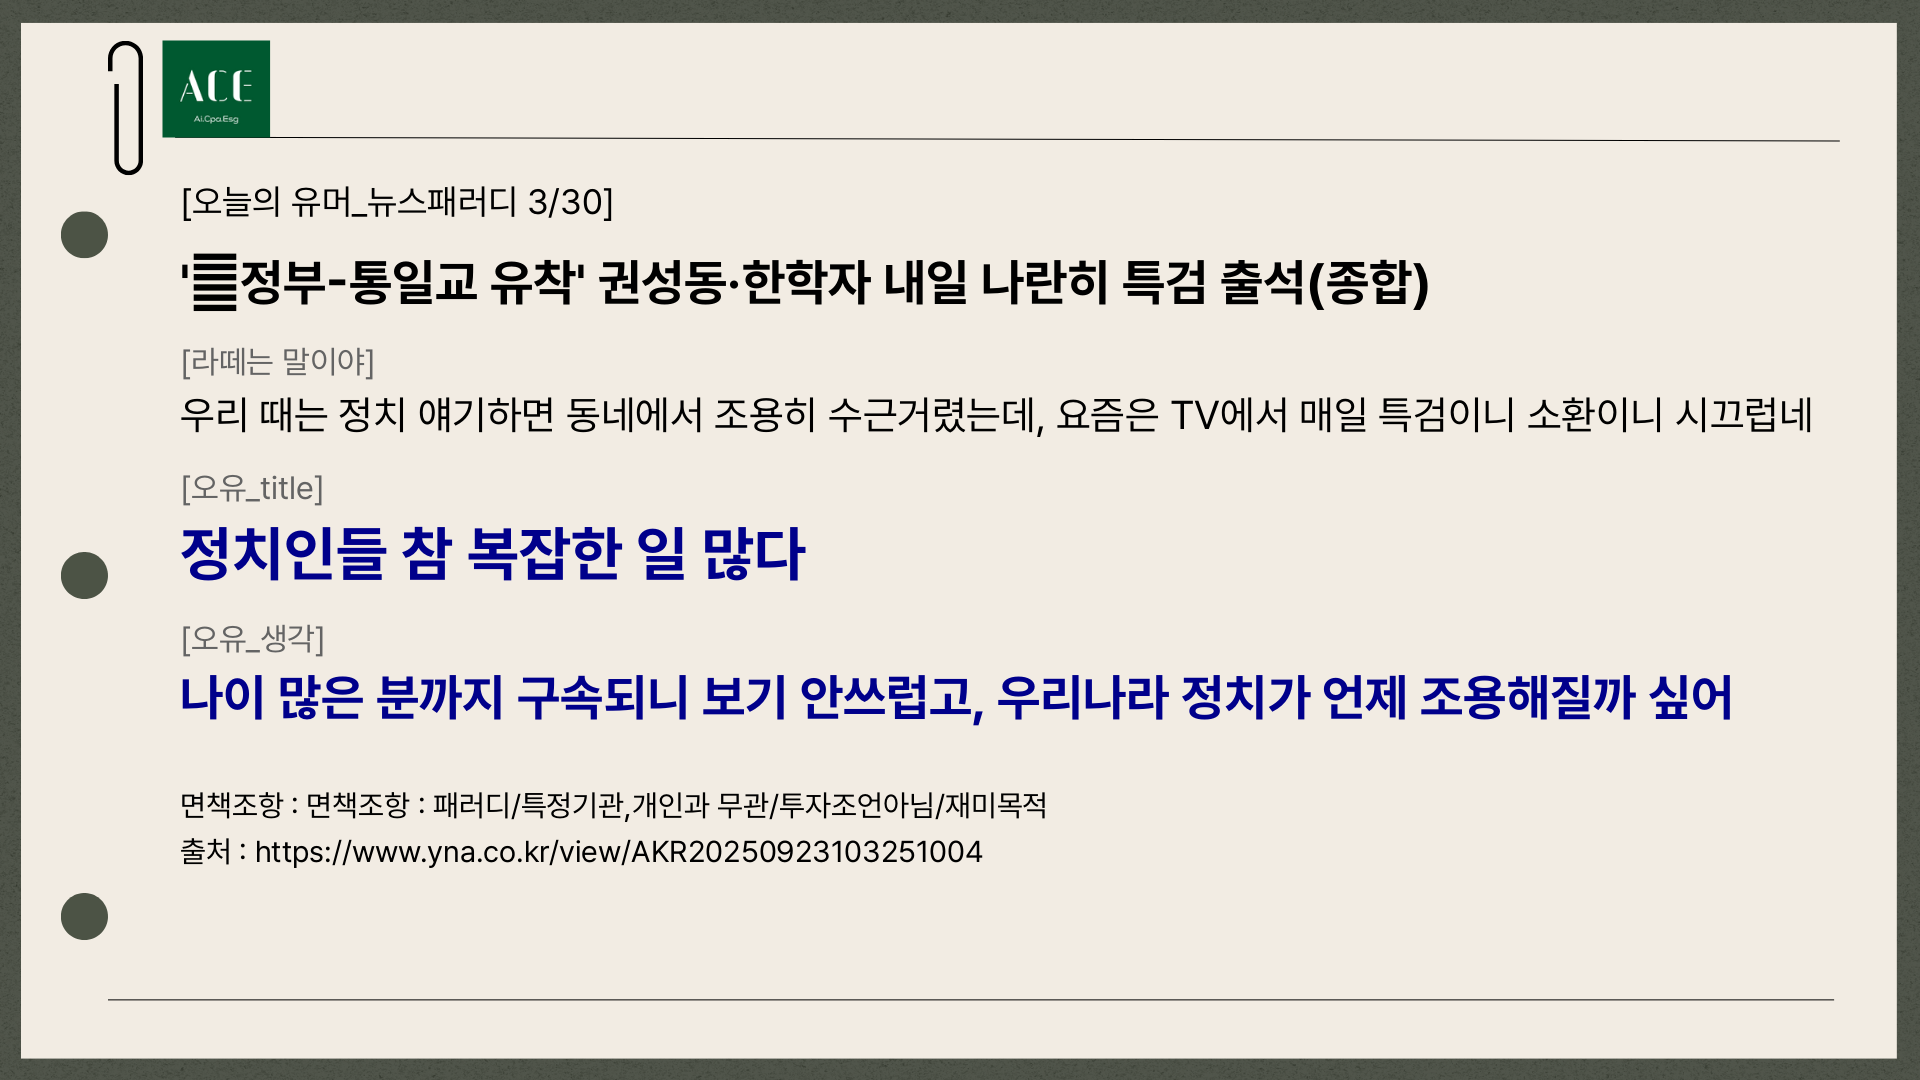 ACE
Ai.Cpa.Esg
[오늘의 유머_뉴스패러디 3/30]
'정부-통일교 유착' 권성동·한학자 내일 나란히 특검 출석(종합)
[라떼는 말이야]
우리 때는 정치 얘기하면 동네에서 조용히 수근거렸는데, 요즘은 TV에서 매일 특검이니 소환이니 시끄럽네
[오유_title]
정치인들 참 복잡한 일 많다
[오유_생각]
나이 많은 분까지 구속되니 보기 안쓰럽고, 우리나라 정치가 언제 조용해질까 싶어
면책조항 : 면책조항 : 패러디/특정기관,개인과 무관/투자조언아님/재미목적
출처 : https://www.yna.co.kr/view/AKR20250923103251004